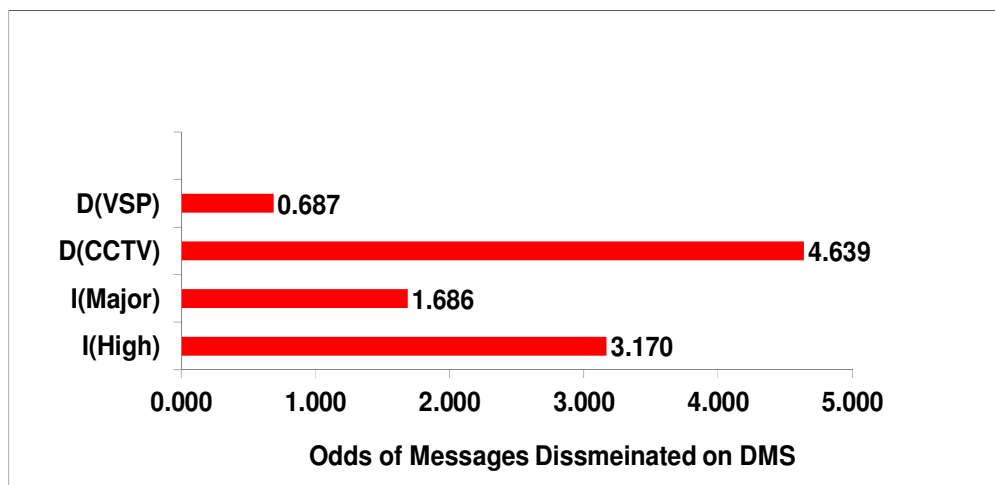 D(VSP) 0.687
D(CCTV) 4.639
I(Major) 1.686
I(High) 3.170
0.000 1.000 2.000 3.000 4.000 5.000
Odds of Messages Dissmeinated on DMS